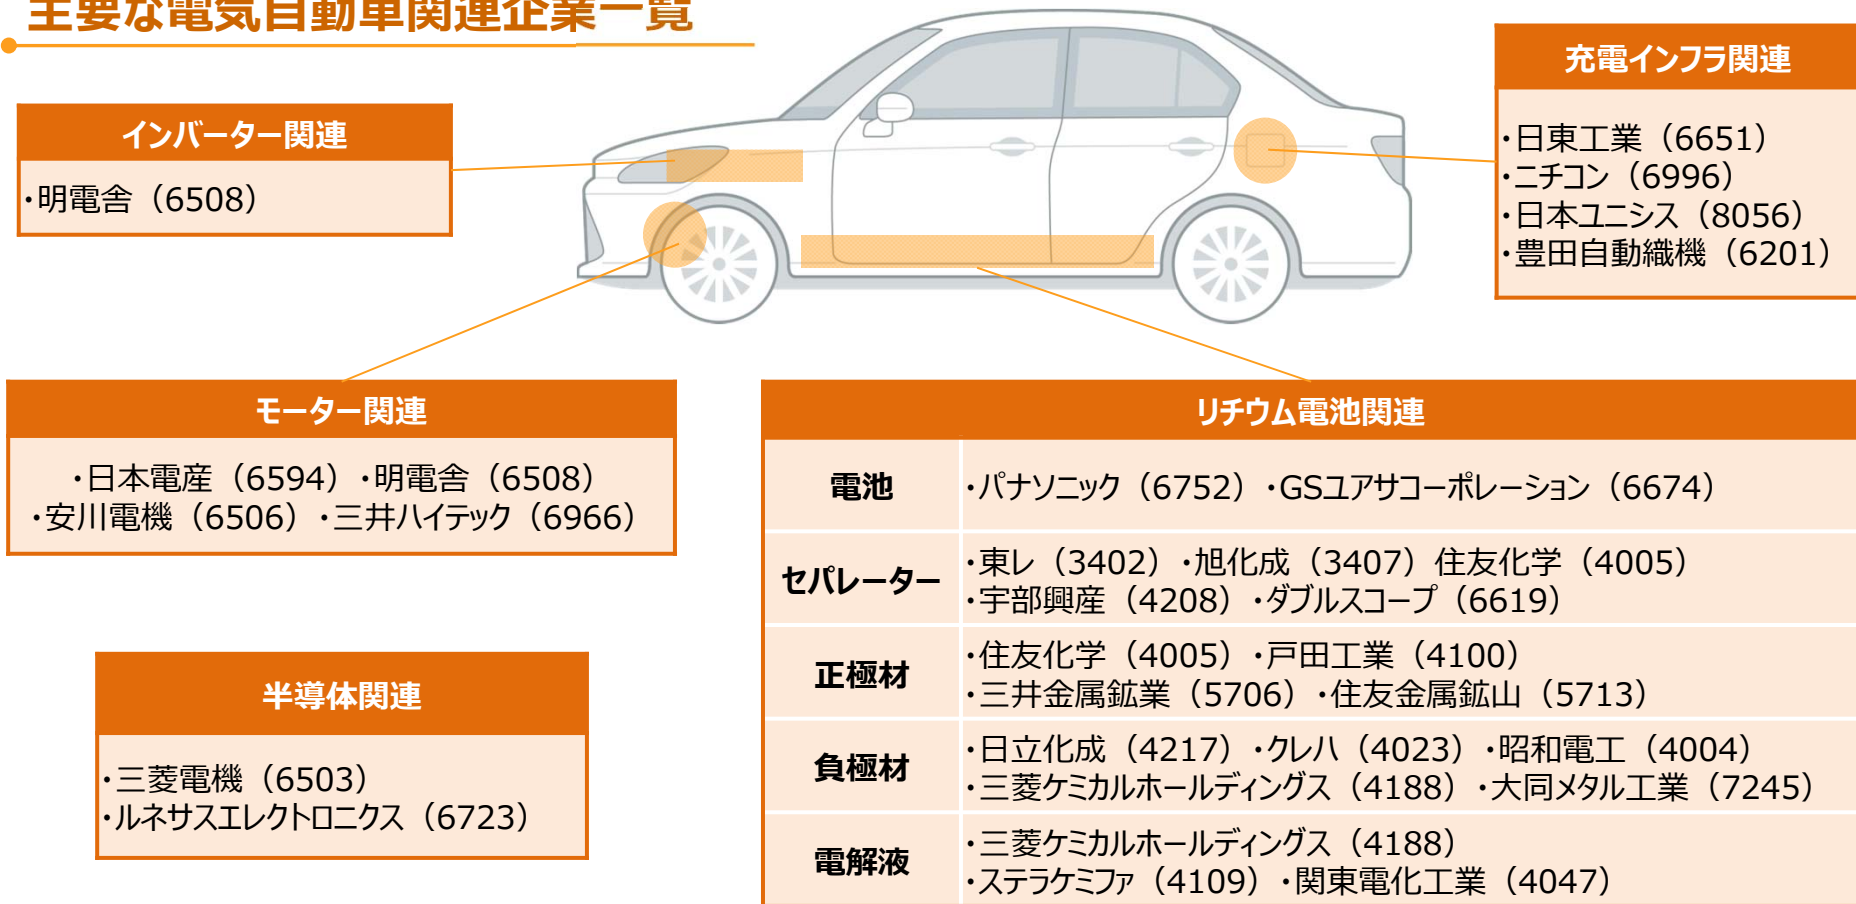 主要な電気自動車関連企業一覧
インバーター関連
・明電舎（6508）
充電インフラ関連
・日東工業（6651）
・ニチコン（6996）
・日本ユニシス（8056）
・豊田自動織機（6201）
モーター関連
・日本電産（6594）・明電舎（6508）
・安川電機（6506）・三井ハイテック（6966）
半導体関連
・三菱電機（6503）
・ルネサスエレクトロニクス（6723）
リチウム電池関連
電池
・パナソニック（6752）・GSユアサコーポレーション（6674）
セパレーター
・東レ（3402）・旭化成（3407）住友化学（4005）
・宇部興産（4208）・ダブルスコープ（6619）
正極材
・住友化学（4005）・戸田工業（4100）
・三井金属鉱業（5706）・住友金属鉱山（5713）
負極材
・日立化成（4217）・クレハ（4023）・昭和電工（4004）
・三菱ケミカルホールディングス（4188）・大同メタル工業（7245）
電解液
・三菱ケミカルホールディングス（4188）
・ステラケミファ（4109）・関東電化工業（4047）